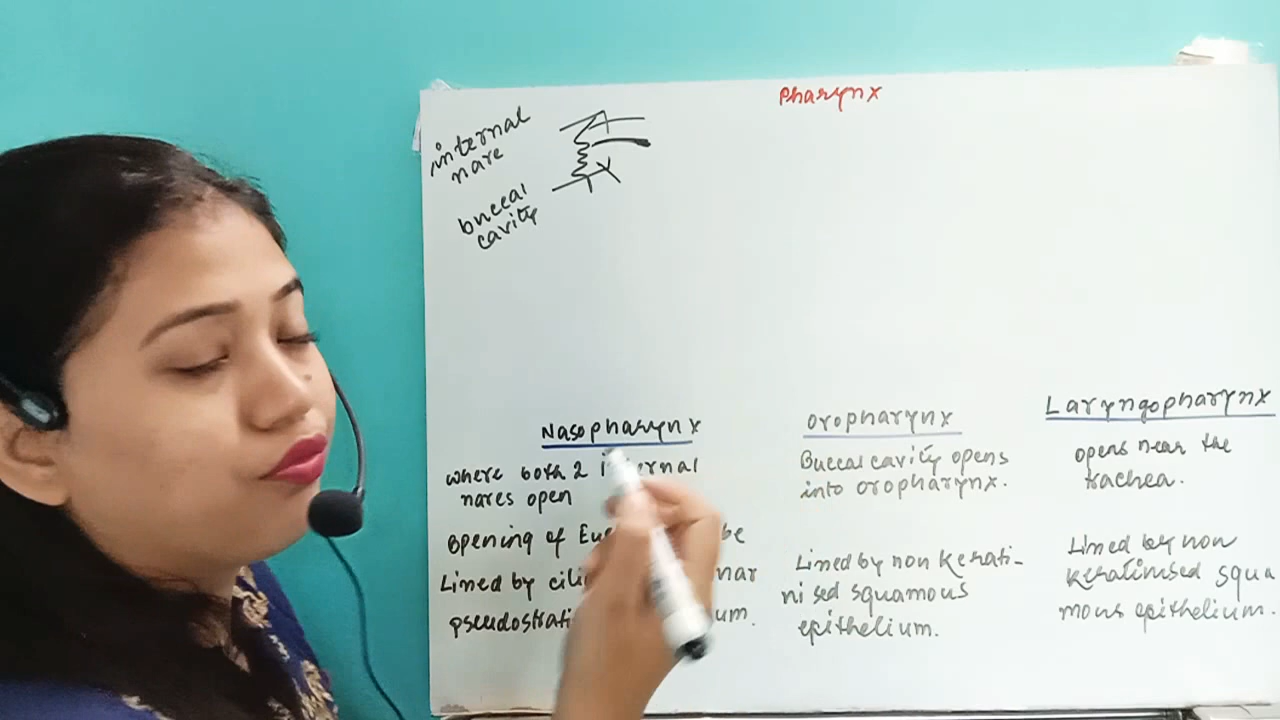 Pharynx
internal
nare
buccal
cavity
Nasopharynx
where both 2 internal
nares open
opening of
Lined by
Oropharynx
Buccal cavity opens
into oropharynx.
Lined by non kerati-
nised squamous
epithelium.
Laryngopharynx
opens near the
trachea.
Lined by non
keratinised squa
mous epithelium.